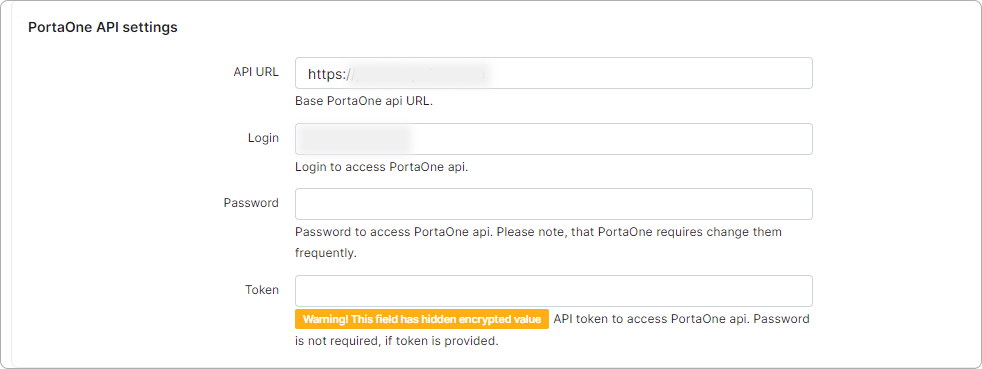 PortaOne API settings
API URL
https:/
Base PortaOne api URL.
Login
Login to access PortaOne api.
Password
Password to access PortaOne api. Please note, that PortaOne requires change them
frequently.
Token
Warning! This field has hidden encrypted value API token to access PortaOne api. Password
is not required, if token is provided.